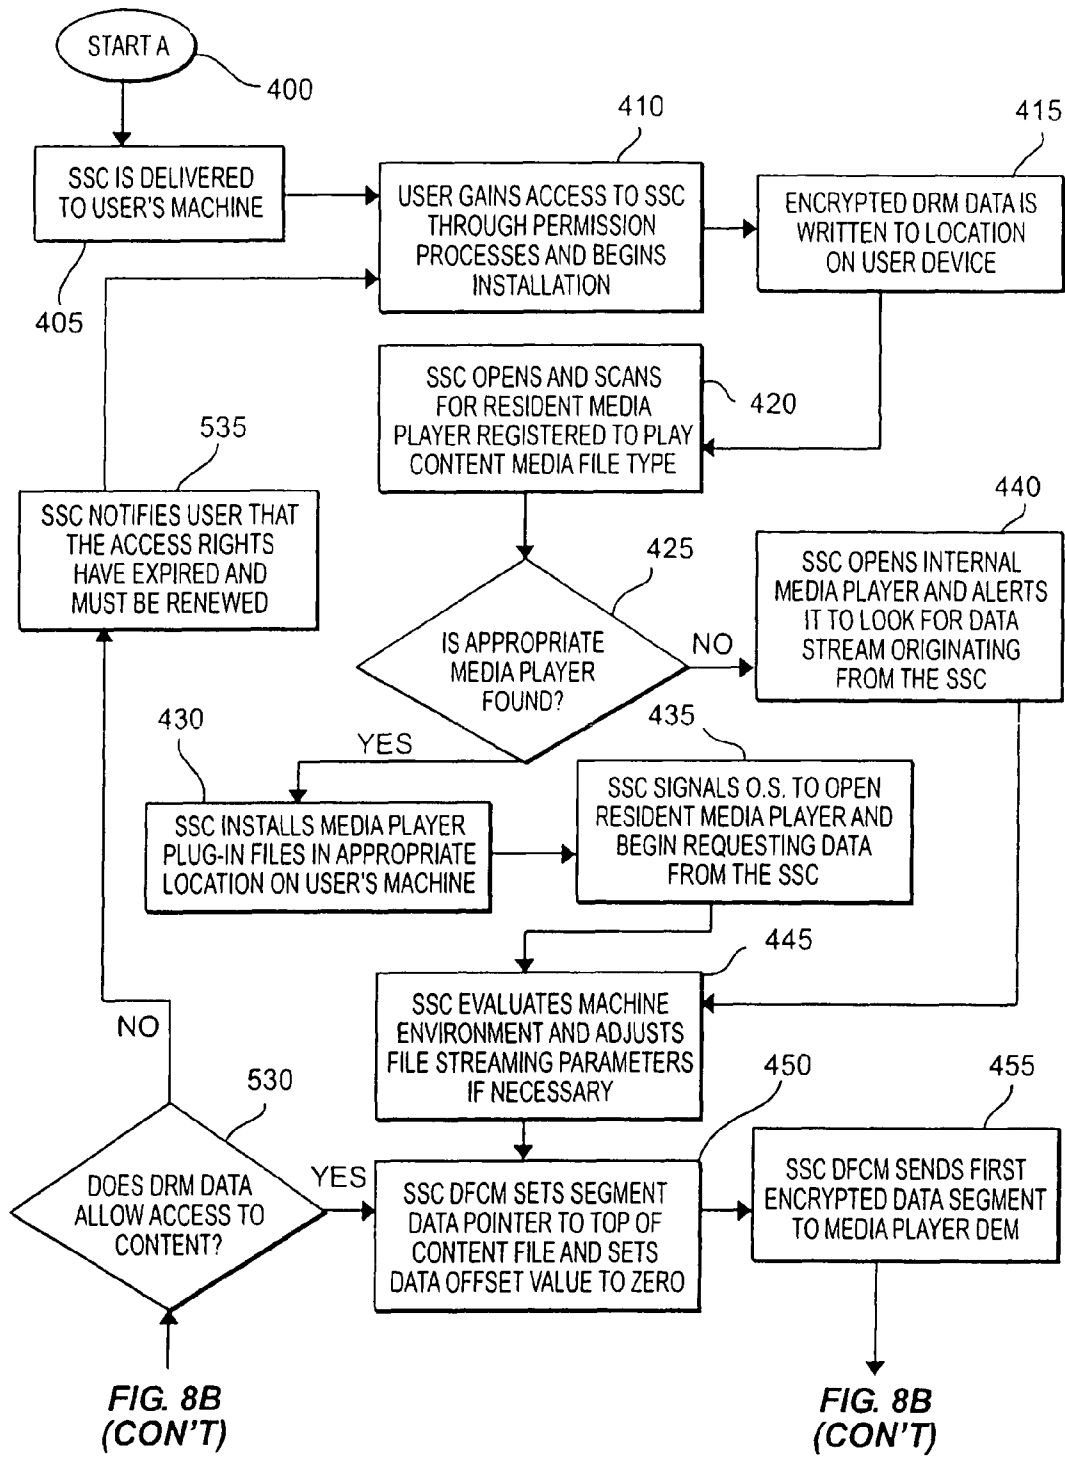 START A
400
SSC IS DELIVERED
TO USER'S MACHINE
405
410
USER GAINS ACCESS TO SSC
THROUGH PERMISSION
PROCESSES AND BEGINS
INSTALLATION
415
ENCRYPTED DRM DATA IS
WRITTEN TO LOCATION
ON USER DEVICE
SSC OPENS AND SCANS
FOR RESIDENT MEDIA
PLAYER REGISTERED TO PLAY
CONTENT MEDIA FILE TYPE
420
535
SSC NOTIFIES USER THAT
THE ACCESS RIGHTS
HAVE EXPIRED AND
MUST BE RENEWED
425
IS APPROPRIATE
MEDIA PLAYER
FOUND?
NO
440
SSC OPENS INTERNAL
MEDIA PLAYER AND ALERTS
IT TO LOOK FOR DATA
STREAM ORIGINATING
FROM THE SSC
YES
430
SSC INSTALLS MEDIA PLAYER
PLUG-IN FILES IN APPROPRIATE
LOCATION ON USER'S MACHINE
435
SSC SIGNALS O.S. TO OPEN
RESIDENT MEDIA PLAYER AND
BEGIN REQUESTING DATA
FROM THE SSC
445
SSC EVALUATES MACHINE
ENVIRONMENT AND ADJUSTS
FILE STREAMING PARAMETERS
IF NECESSARY
NO
530
DOES DRM DATA
ALLOW ACCESS TO
CONTENT?
YES
450
SSC DFCM SETS SEGMENT
DATA POINTER TO TOP OF
CONTENT FILE AND SETS
DATA OFFSET VALUE TO ZERO
455
SSC DFCM SENDS FIRST
ENCRYPTED DATA SEGMENT
TO MEDIA PLAYER DEM
FIG. 8B
(CON'T)
FIG. 8B
(CON'T)